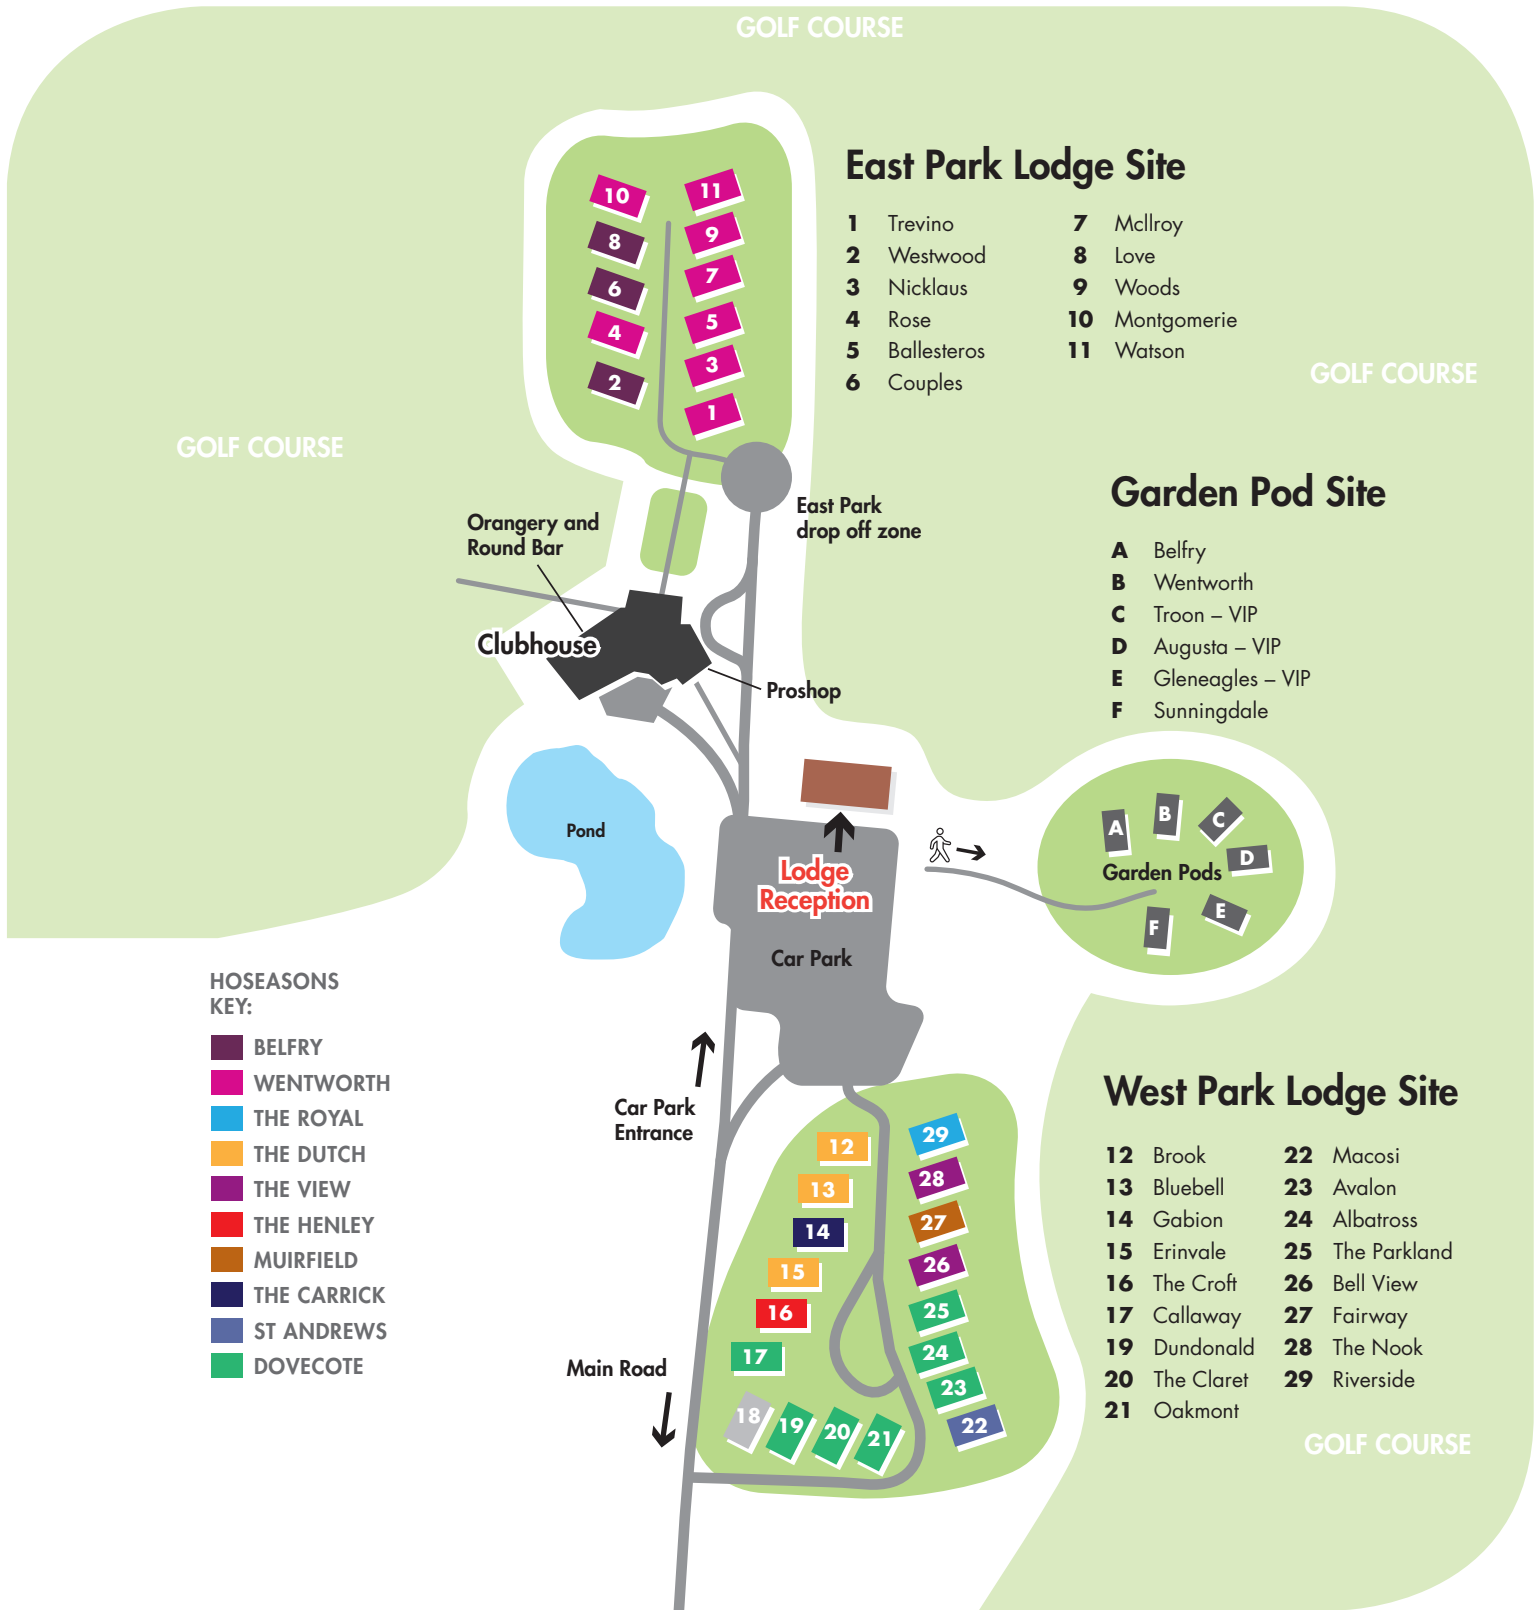 GOLF COURSE
East Park Lodge Site
1 Trevino
2 Westwood
3 Nicklaus
4 Rose
5 Ballesteros
6 Couples
7 McIlroy
8 Love
9 Woods
10 Montgomerie
11 Watson
10
11
8
9
6
7
4
5
2
3
1
GOLF COURSE
GOLF COURSE
East Park
drop off zone
Orangery and
Round Bar
Clubhouse
Proshop
Garden Pod Site
A Belfry
B Wentworth
C Troon – VIP
D Augusta – VIP
E Gleneagles – VIP
F Sunningdale
Pond
Lodge
Reception
Car Park
A
B
C
D
Garden Pods
E
F
HOSEASONS
KEY:
BELFRY
WENTWORTH
THE ROYAL
THE DUTCH
THE VIEW
THE HENLEY
MUIRFIELD
THE CARRICK
ST ANDREWS
DOVECOTE
Car Park
Entrance
Main Road
12
13
14
15
16
17
18
19
20
21
29
28
27
26
25
24
23
22
West Park Lodge Site
12 Brook
13 Bluebell
14 Gabion
15 Erinvale
16 The Croft
17 Callaway
19 Dundonald
20 The Claret
21 Oakmont
22 Macosi
23 Avalon
24 Albatross
25 The Parkland
26 Bell View
27 Fairway
28 The Nook
29 Riverside
GOLF COURSE